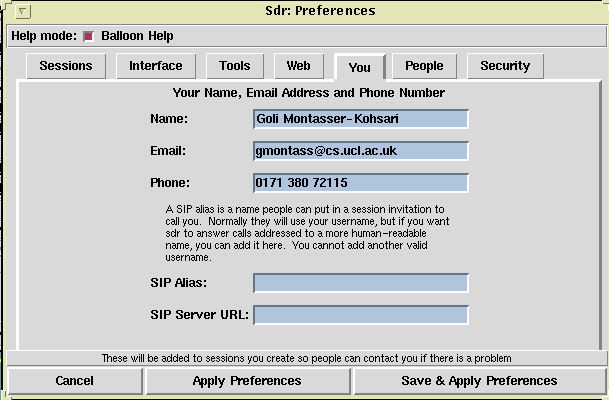 Sdr: Preferences
Help mode: Balloon Help
Sessions Interface Tools Web You People Security
Your Name, Email Address and Phone Number
Name: Goli Montasser-Kohsari
Email: gmontass@cs.ucl.ac.uk
Phone: 0171 380 72115
A SIP alias is a name people can put in a session invitation to
call you. Normally they will use your username, but if you want
sdr to answer calls addressed to a more human-readable
name, you can add it here. You cannot add another valid
username.
SIP Alias:
SIP Server URL:
These will be added to sessions you create so people can contact you if there is a problem
Cancel Apply Preferences Save & Apply Preferences